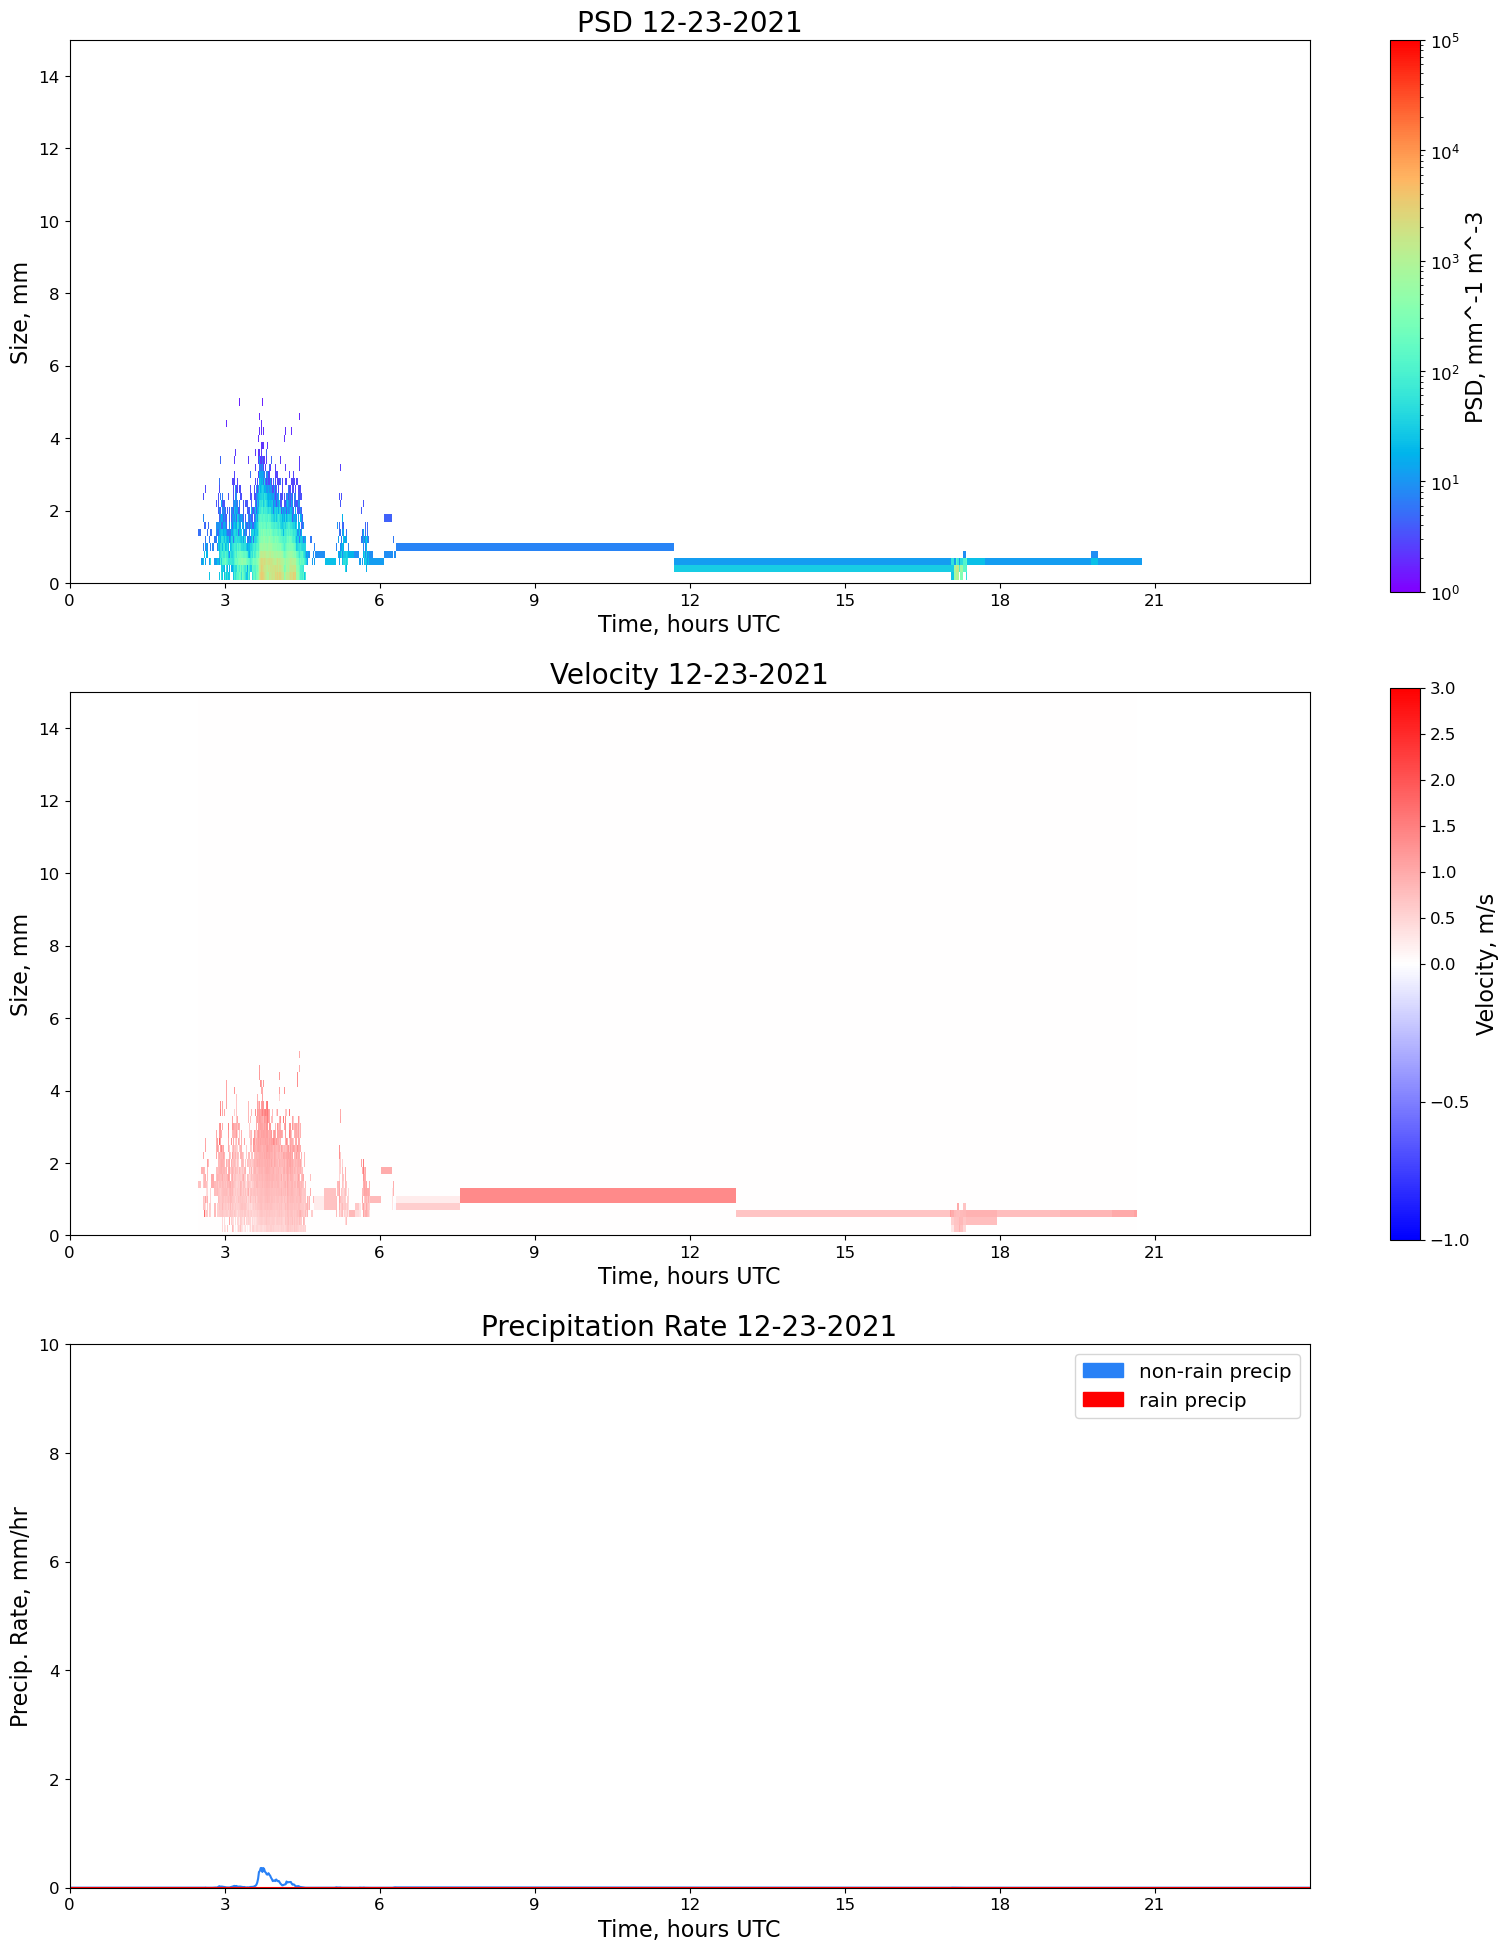 PSD 12-23-2021
14
12
10
8
6
4
2
0
Size, mm
0 3 6 9 12 15 18 21
Time, hours UTC
10^5
10^4
10^3
10^2
10^1
10^0
PSD, mm^-1 m^-3
Velocity 12-23-2021
14
12
10
8
6
4
2
0
Size, mm
0 3 6 9 12 15 18 21
Time, hours UTC
3.0
2.5
2.0
1.5
1.0
0.5
0.0
−0.5
−1.0
Velocity, m/s
Precipitation Rate 12-23-2021
10
8
6
4
2
0
Precip. Rate, mm/hr
non-rain precip
rain precip
0 3 6 9 12 15 18 21
Time, hours UTC